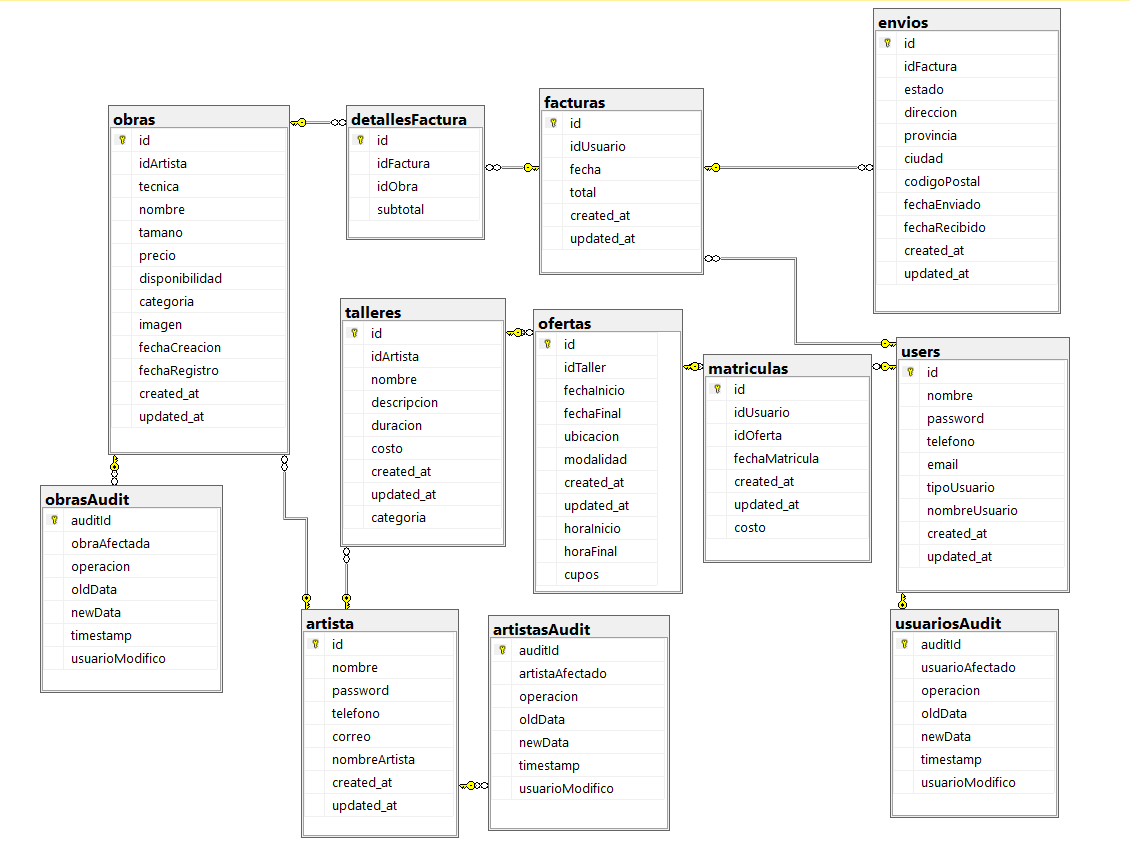 envios
id
idFactura
estado
direccion
provincia
ciudad
codigoPostal
fechaEnviado
fechaRecibido
created_at
updated_at
facturas
id
idUsuario
fecha
total
created_at
updated_at
obras
id
idArtista
tecnica
nombre
tamano
precio
disponibilidad
categoria
imagen
fechaCreacion
fechaRegistro
created_at
updated_at
detallesFactura
id
idFactura
idObra
subtotal
talleres
id
idArtista
nombre
descripcion
duracion
costo
created_at
updated_at
categoria
ofertas
id
idTaller
fechaInicio
fechaFinal
ubicacion
modalidad
created_at
updated_at
horaInicio
horaFinal
cupos
matriculas
id
idUsuario
idOferta
fechaMatricula
created_at
updated_at
costo
users
id
nombre
password
telefono
email
tipoUsuario
nombreUsuario
created_at
updated_at
obrasAudit
auditId
obraAfectada
operacion
oldData
newData
timestamp
usuarioModifico
artista
id
nombre
password
telefono
correo
nombreArtista
created_at
updated_at
artistasAudit
auditId
artistaAfectado
operacion
oldData
newData
timestamp
usuarioModifico
usuariosAudit
auditId
usuarioAfectado
operacion
oldData
newData
timestamp
usuarioModifico